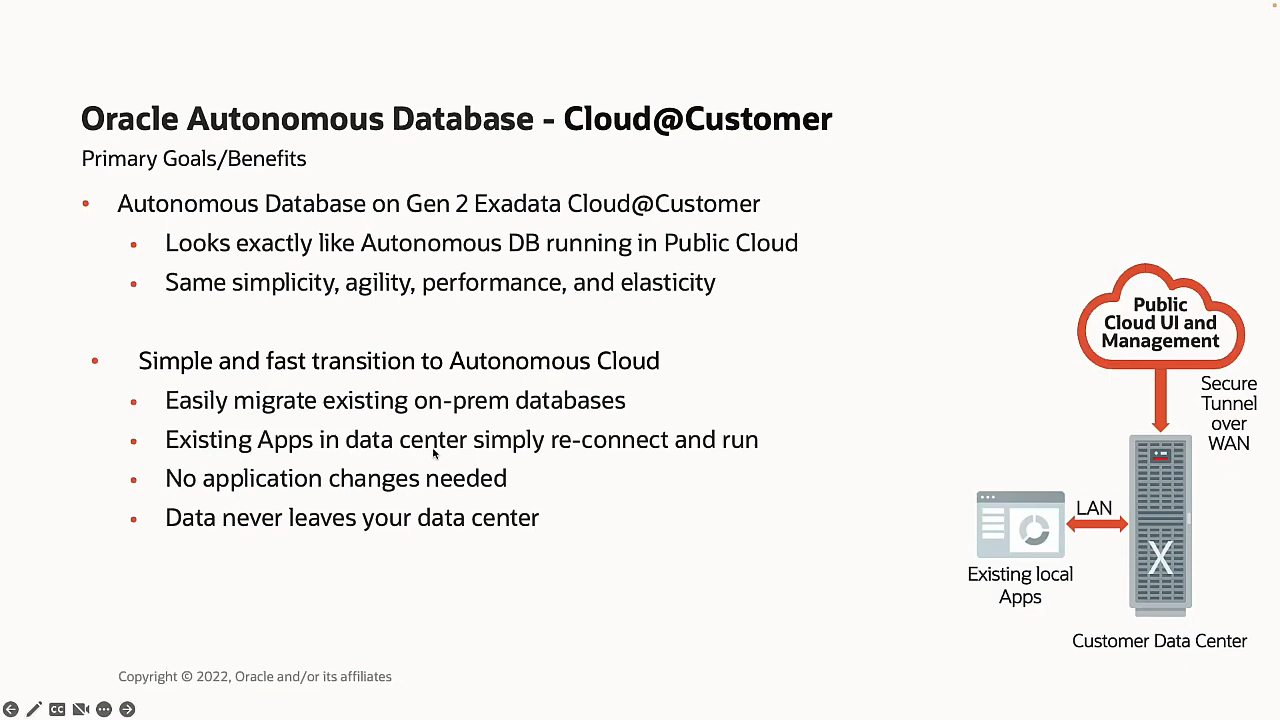 Oracle Autonomous Database - Cloud@Customer
Primary Goals/Benefits
• Autonomous Database on Gen 2 Exadata Cloud@Customer
• Looks exactly like Autonomous DB running in Public Cloud
• Same simplicity, agility, performance, and elasticity
• Simple and fast transition to Autonomous Cloud
• Easily migrate existing on-prem databases
• Existing Apps in data center simply re-connect and run
• No application changes needed
• Data never leaves your data center
Public
Cloud UI and
Management
Secure
Tunnel
over
WAN
LAN
X
Existing local
Apps
Customer Data Center
Copyright © 2022, Oracle and/or its affiliates
CC